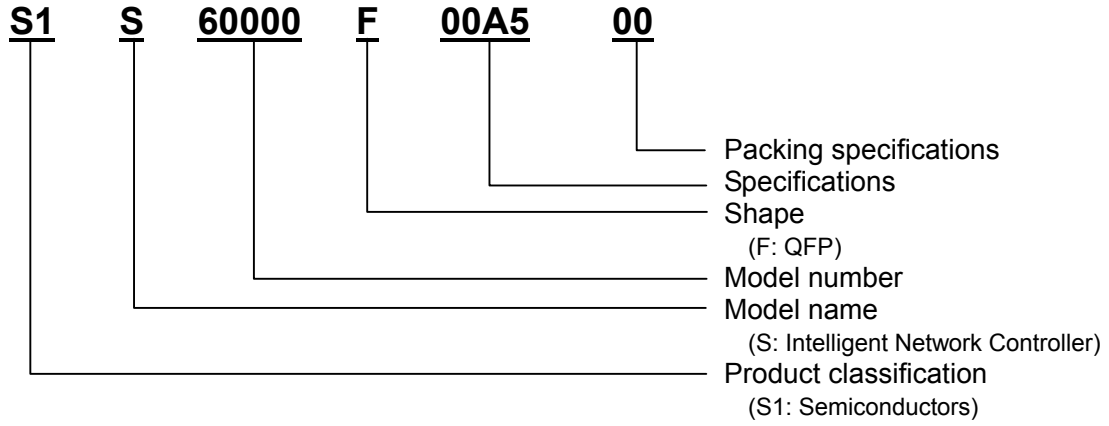 S1 S 60000 F 00A5 00
Packing specifications
Specifications
Shape
(F: QFP)
Model number
Model name
(S: Intelligent Network Controller)
Product classification
(S1: Semiconductors)